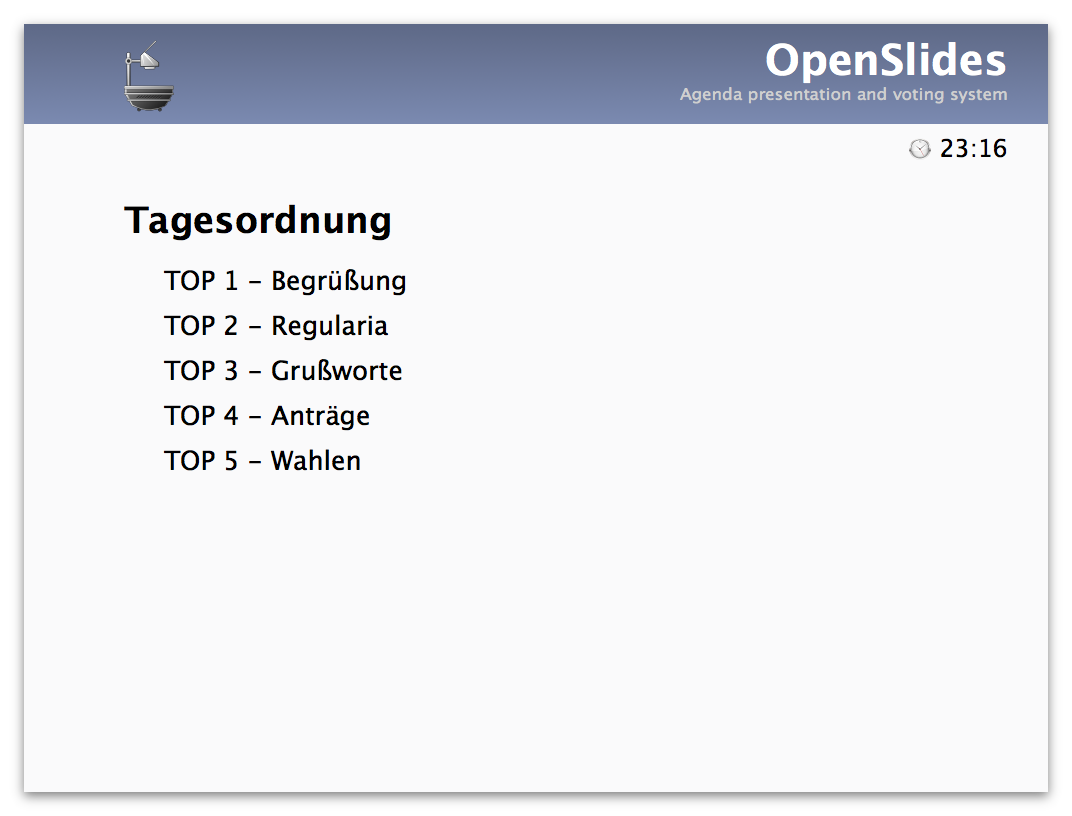 OpenSlides
Agenda presentation and voting system
23:16
Tagesordnung
TOP 1 – Begrüßung
TOP 2 – Regularia
TOP 3 – Grußworte
TOP 4 – Anträge
TOP 5 – Wahlen